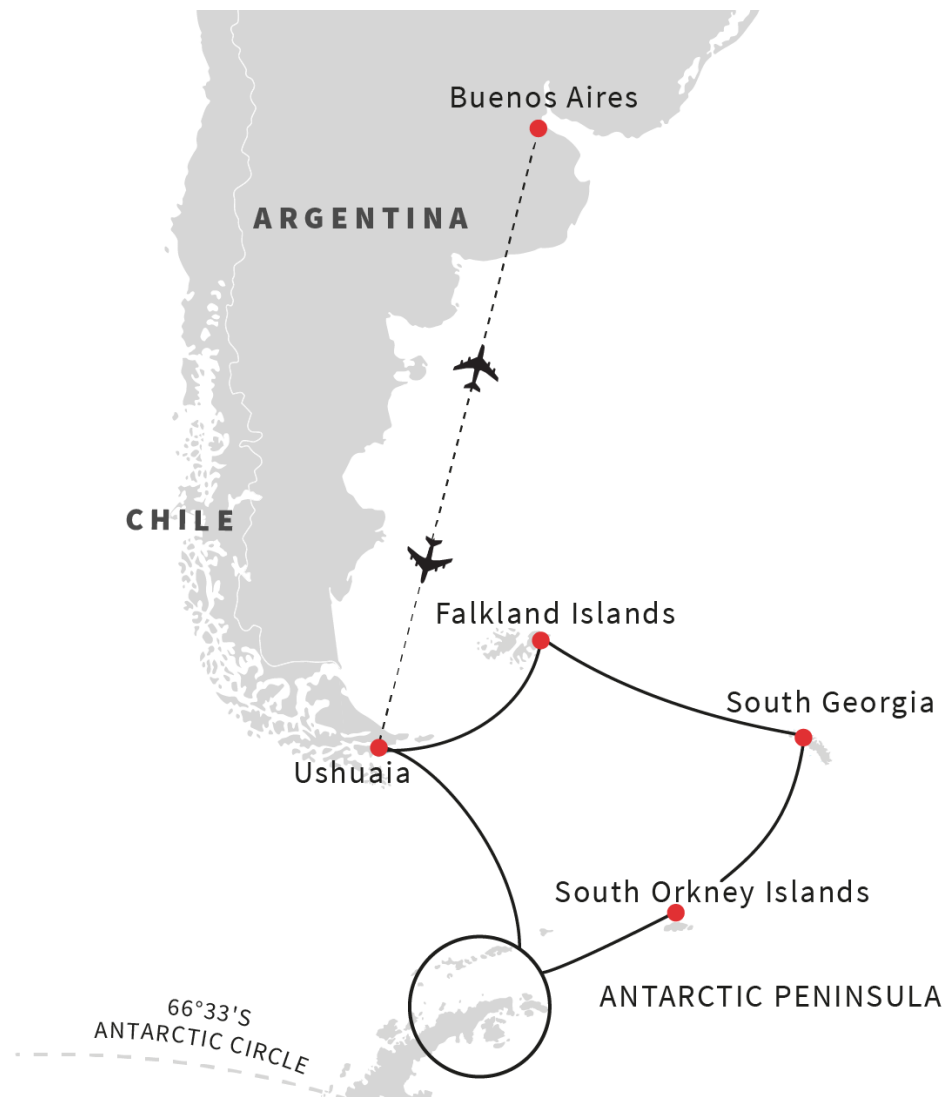 Buenos Aires
ARGENTINA
CHILE
Falkland Islands
South Georgia
Ushuaia
South Orkney Islands
ANTARCTIC PENINSULA
66°33'S
ANTARCTIC CIRCLE